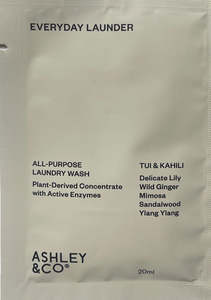 EVERYDAY LAUNDER
ALL-PURPOSE
LAUNDRY WASH
Plant-Derived Concentrate
with Active Enzymes
TUI & KAHILI
Delicate Lily
Wild Ginger
Mimosa
Sandalwood
Ylang Ylang
ASHLEY
&CO®
20ml